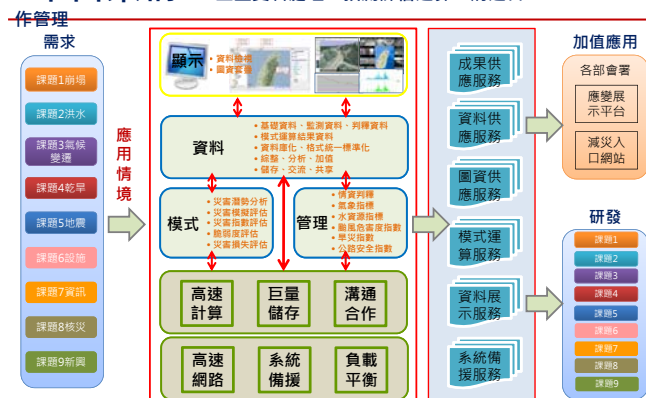 作管理
需求
課題1崩塌
課題2洪水
課題3氣候
變遷
課題4乾旱
課題5地震
課題6設施
課題7資訊
課題8核災
課題9新興
應用情境
顯示
• 資料檢視
• 圖資套疊
資料
• 基礎資料、監測資料、判釋資料
• 模式運算結果資料
• 資料庫化、格式統一標準化
• 綜整、分析、加值
• 儲存、交流、共享
模式
• 災害潛勢分析
• 災害模擬評估
• 災害指數評估
• 脆弱度評估
• 災害損失評估
管理
• 情資判釋
• 氣象指標
• 水資源指標
• 颱風危害度指數
• 旱災指數
• 公路安全指數
高速
計算
巨量
儲存
溝通
合作
高速
網路
系統
備援
負載
平衡
成果供
應服務
資料供
應服務
圖資供
應服務
模式運
算服務
資料展
示服務
系統備
援服務
加值應用
各部會署
應變展
示平台
減災入
口網站
研發
課題1
課題2
課題3
課題4
課題5
課題6
課題7
課題8
課題9